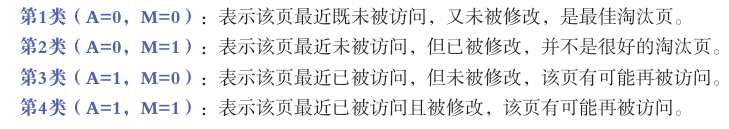 第1类（A=0，M=0）：表示该页最近既未被访问，又未被修改，是最佳淘汰页。
第2类（A=0，M=1）：表示该页最近未被访问，但已被修改，并不是很好的淘汰页。
第3类（A=1，M=0）：表示该页最近已被访问，但未被修改，该页有可能再被访问。
第4类（A=1，M=1）：表示该页最近已被访问且被修改，该页有可能再被访问。